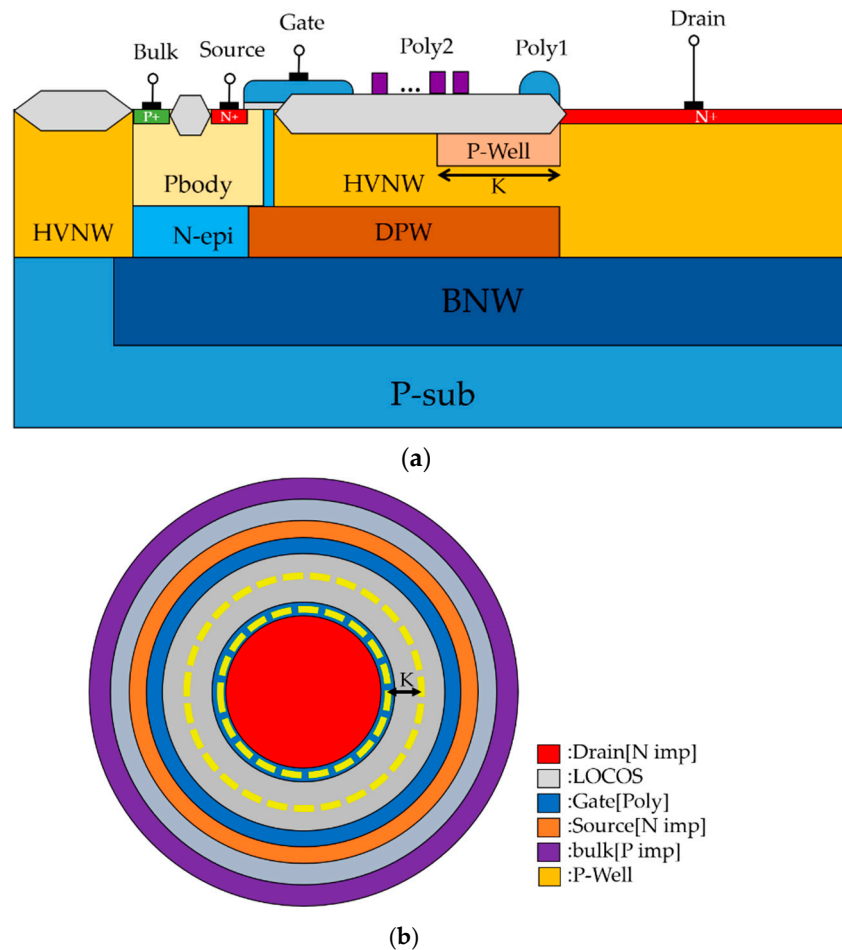 Bulk
Source
Gate
Poly2
Poly1
Drain
...
P+
N+
N+
Pbody
P-Well
K
HVNW
HVNW
N-epi
DPW
BNW
P-sub
(a)
K
:Drain[N imp]
:LOCOS
:Gate[Poly]
:Source[N imp]
:bulk[P imp]
:P-Well
(b)